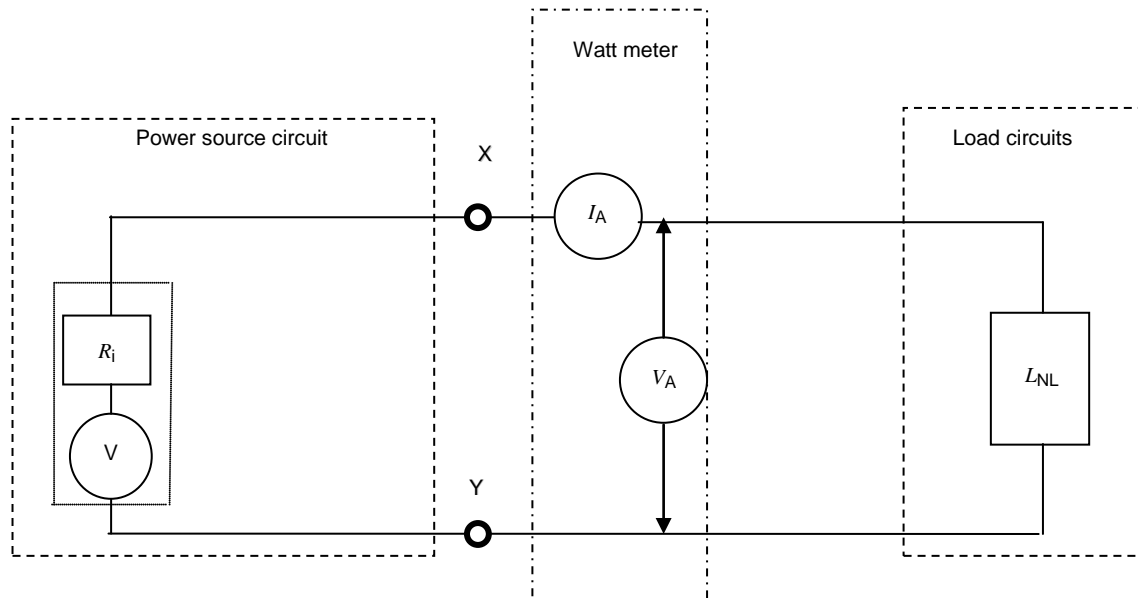 Watt meter
Power source circuit
Load circuits
X
IA
Ri
VA
LNL
V
Y